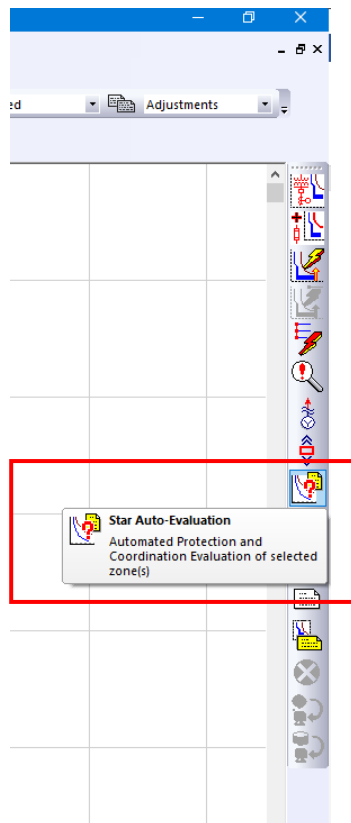 ed
Adjustments
Star Auto-Evaluation
Automated Protection and
Coordination Evaluation of selected
zone(s)